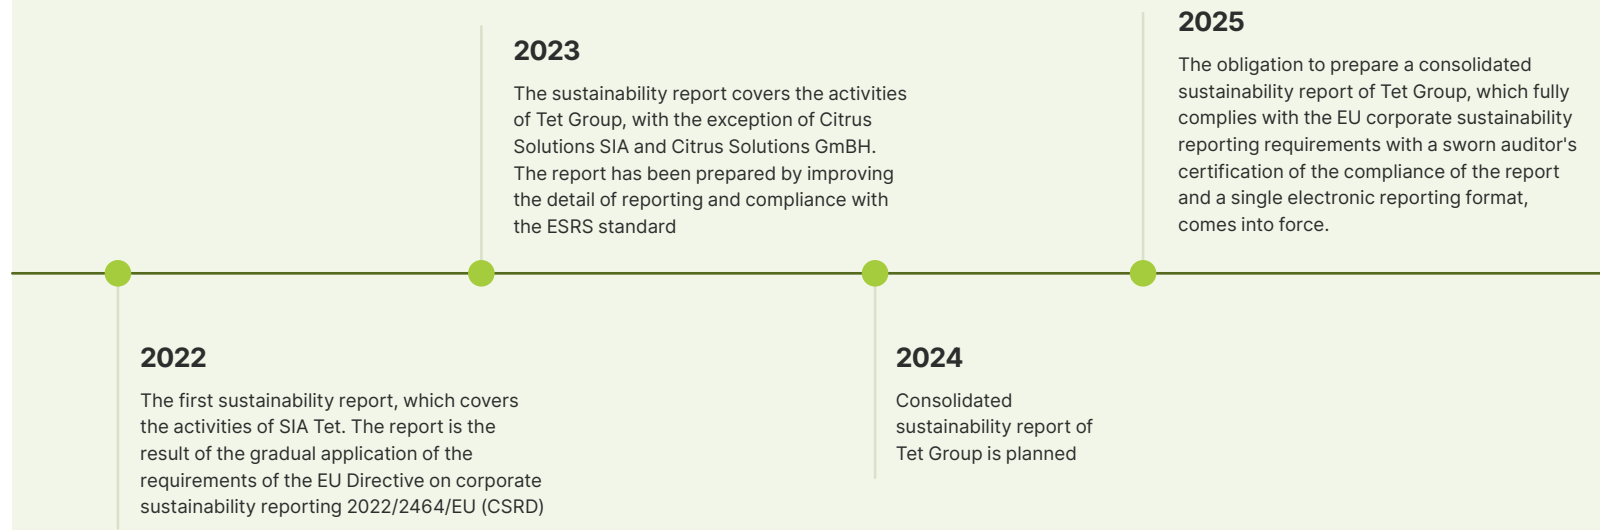 2022
The first sustainability report, which covers
the activities of SIA Tet. The report is the
result of the gradual application of the
requirements of the EU Directive on corporate
sustainability reporting 2022/2464/EU (CSRD)
2023
The sustainability report covers the activities
of Tet Group, with the exception of Citrus
Solutions SIA and Citrus Solutions GmBH.
The report has been prepared by improving
the detail of reporting and compliance with
the ESRS standard
2024
Consolidated
sustainability report of
Tet Group is planned
2025
The obligation to prepare a consolidated
sustainability report of Tet Group, which fully
complies with the EU corporate sustainability
reporting requirements with a sworn auditor's
certification of the compliance of the report
and a single electronic reporting format,
comes into force.